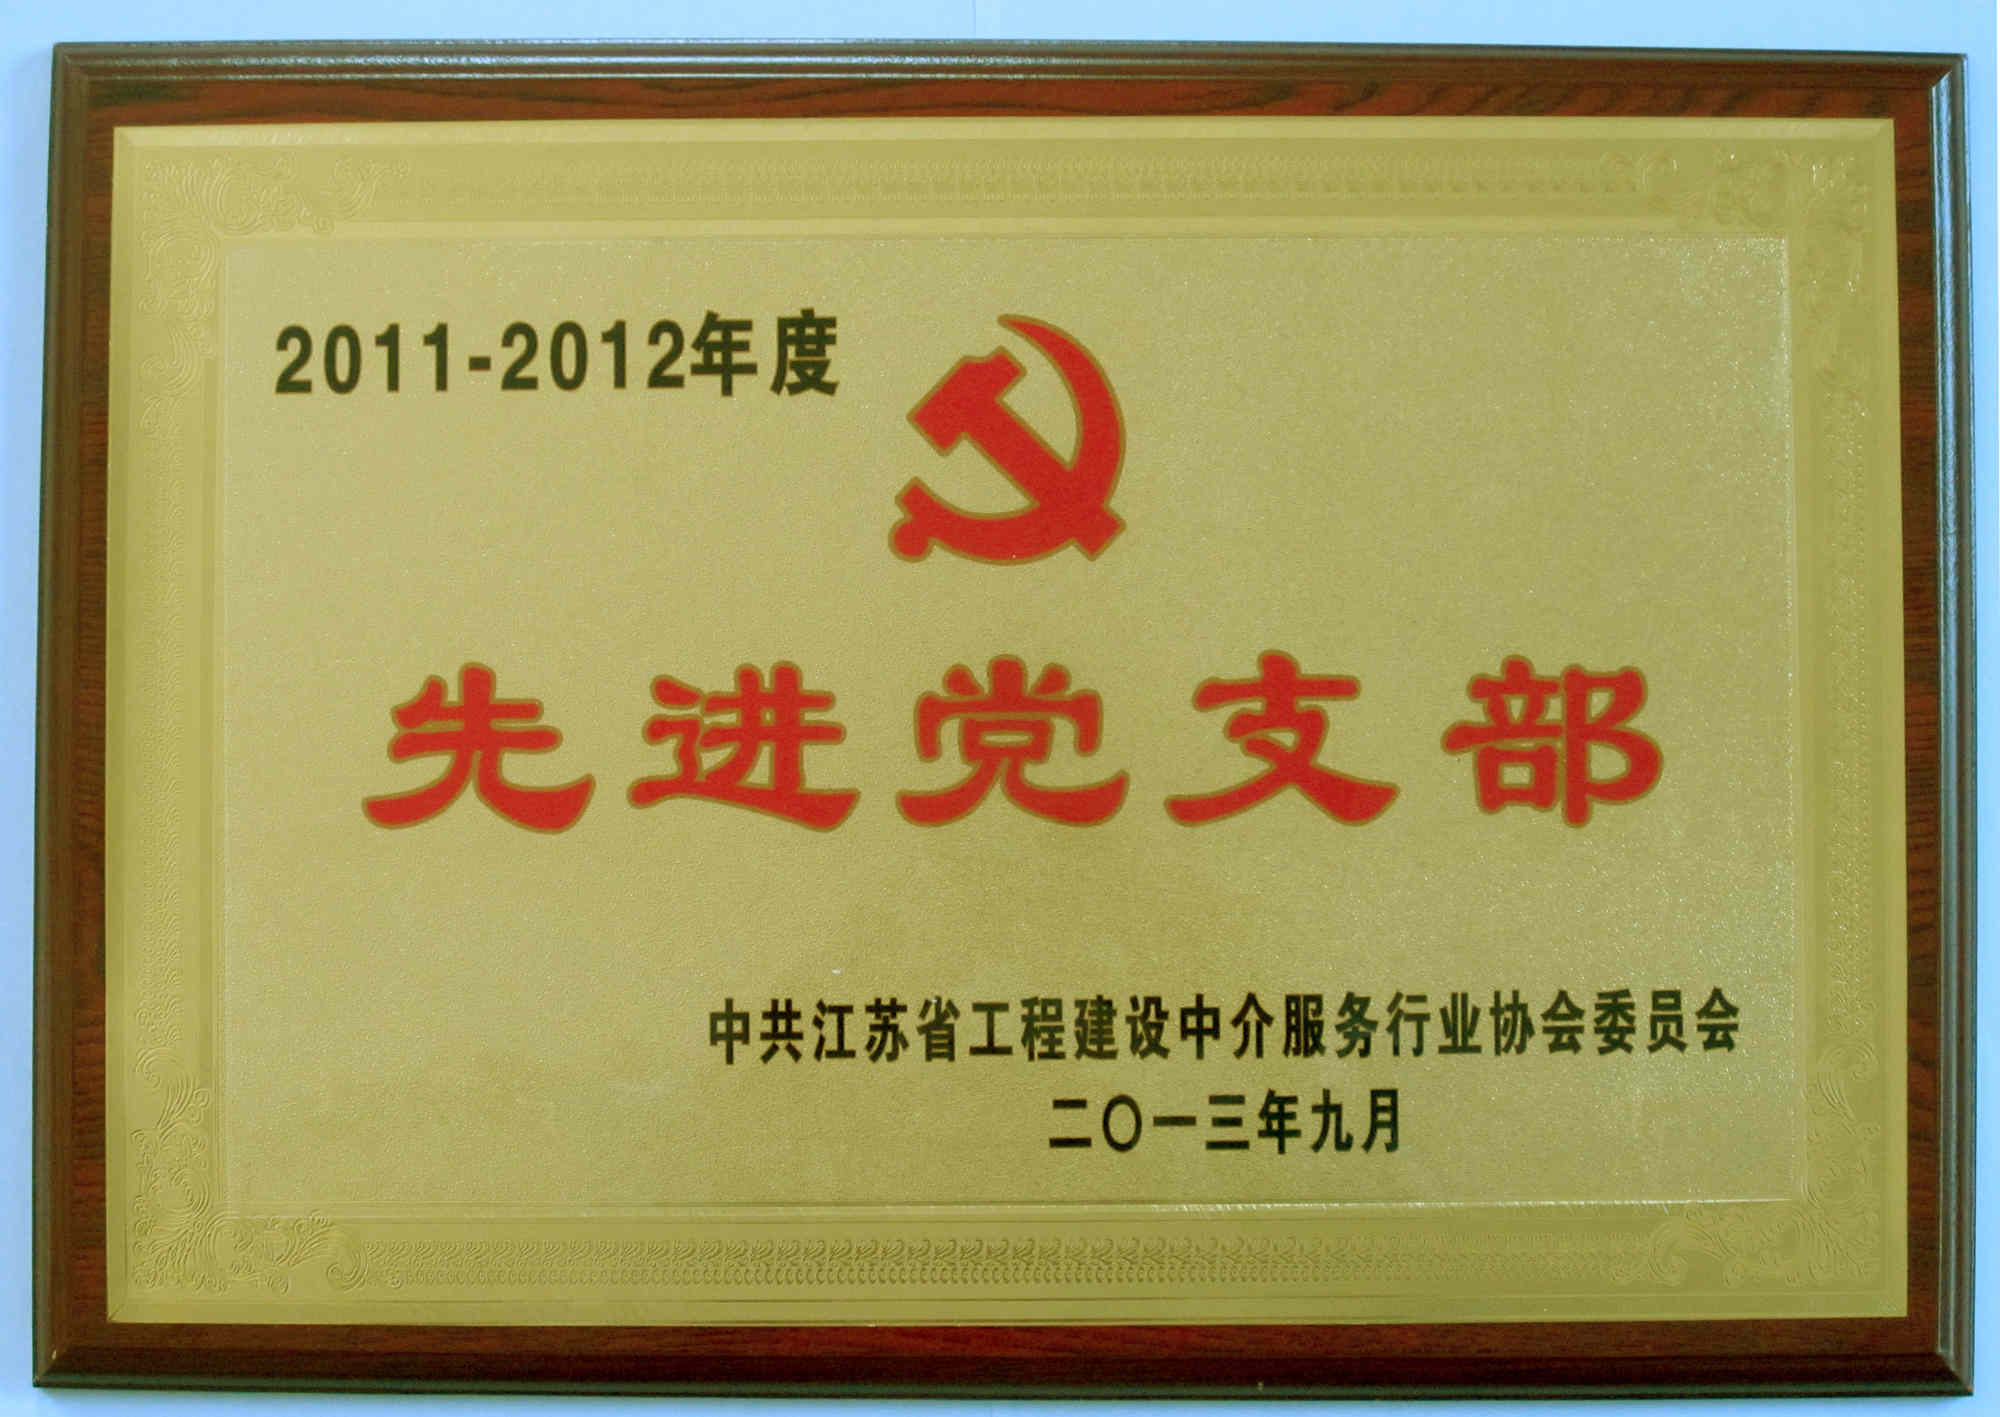 2011-2012年度
先进党支部
中共江苏省工程建设中介服务行业协会委员会
二〇一三年九月